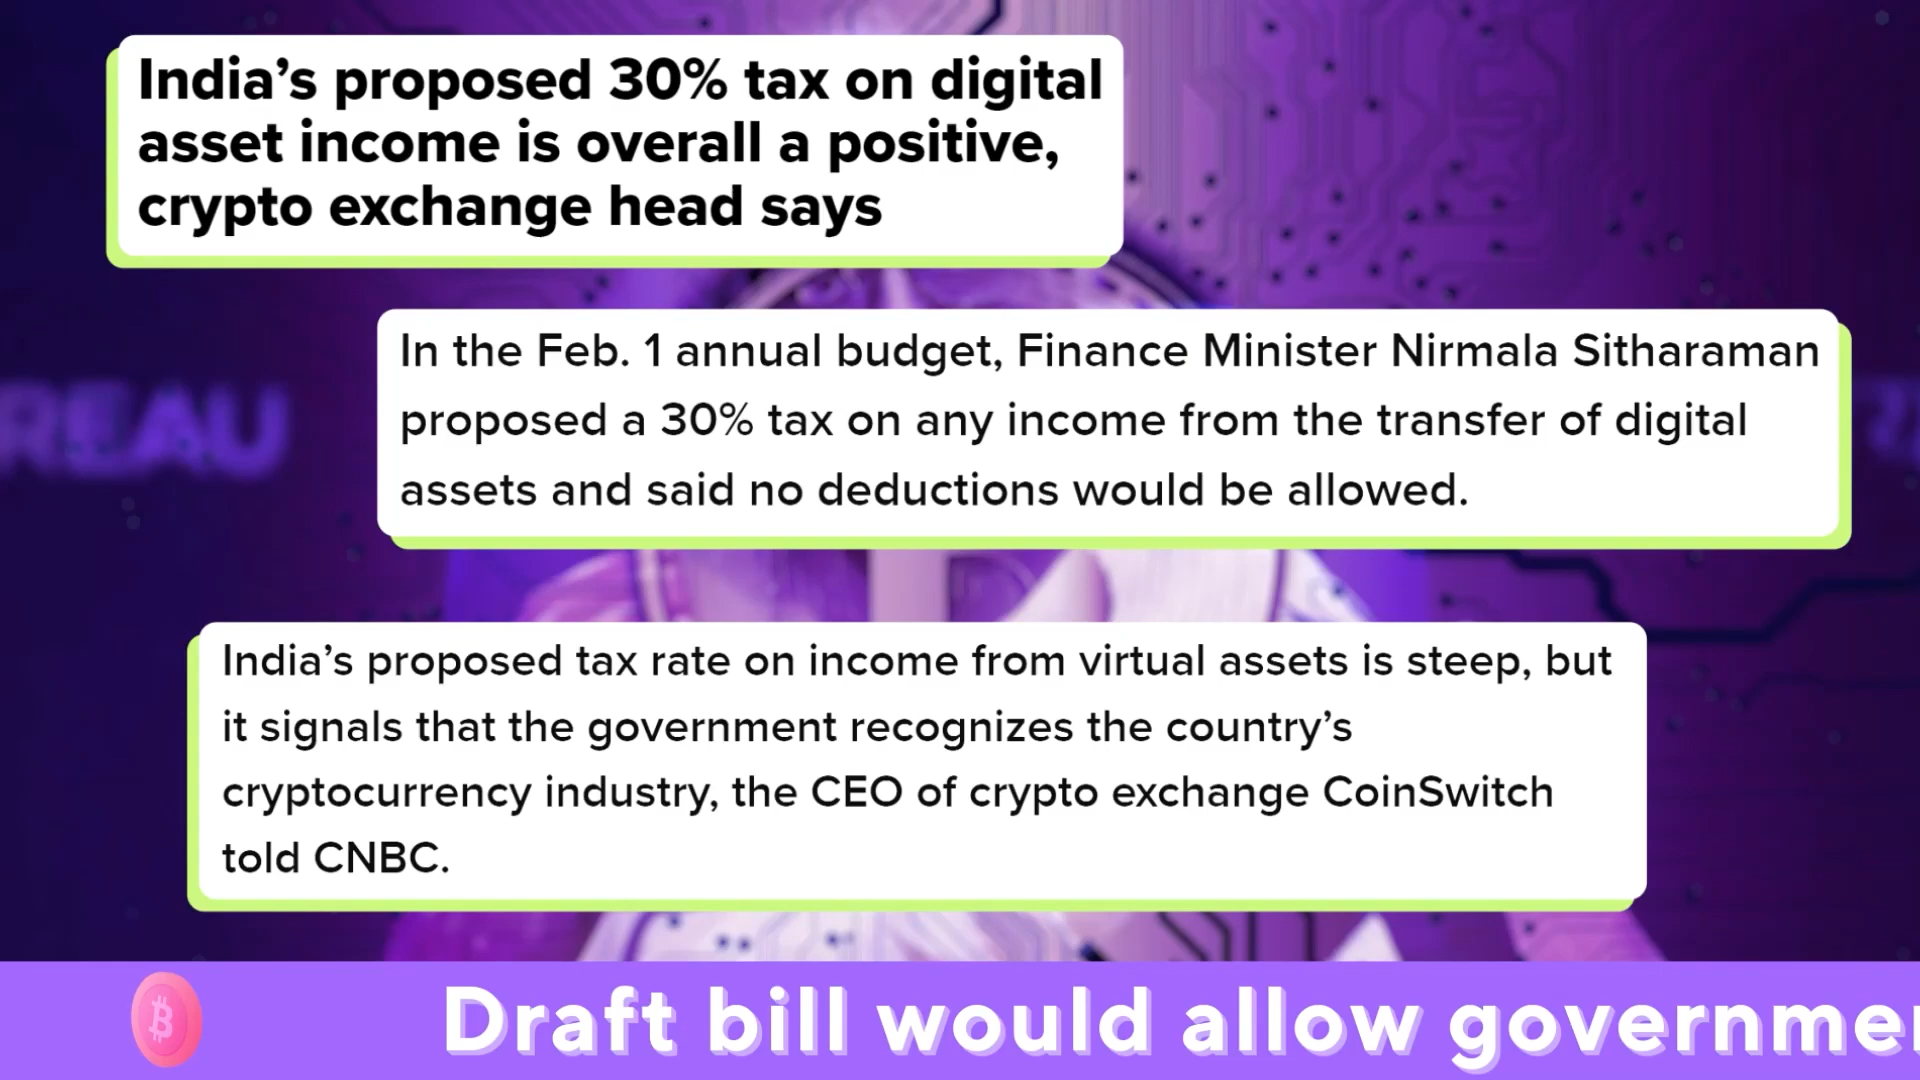 India’s proposed 30% tax on digital
asset income is overall a positive,
crypto exchange head says
In the Feb. 1 annual budget, Finance Minister Nirmala Sitharaman
proposed a 30% tax on any income from the transfer of digital
assets and said no deductions would be allowed.
REAU
India’s proposed tax rate on income from virtual assets is steep, but
it signals that the government recognizes the country’s
cryptocurrency industry, the CEO of crypto exchange CoinSwitch
told CNBC.
Draft bill would allow